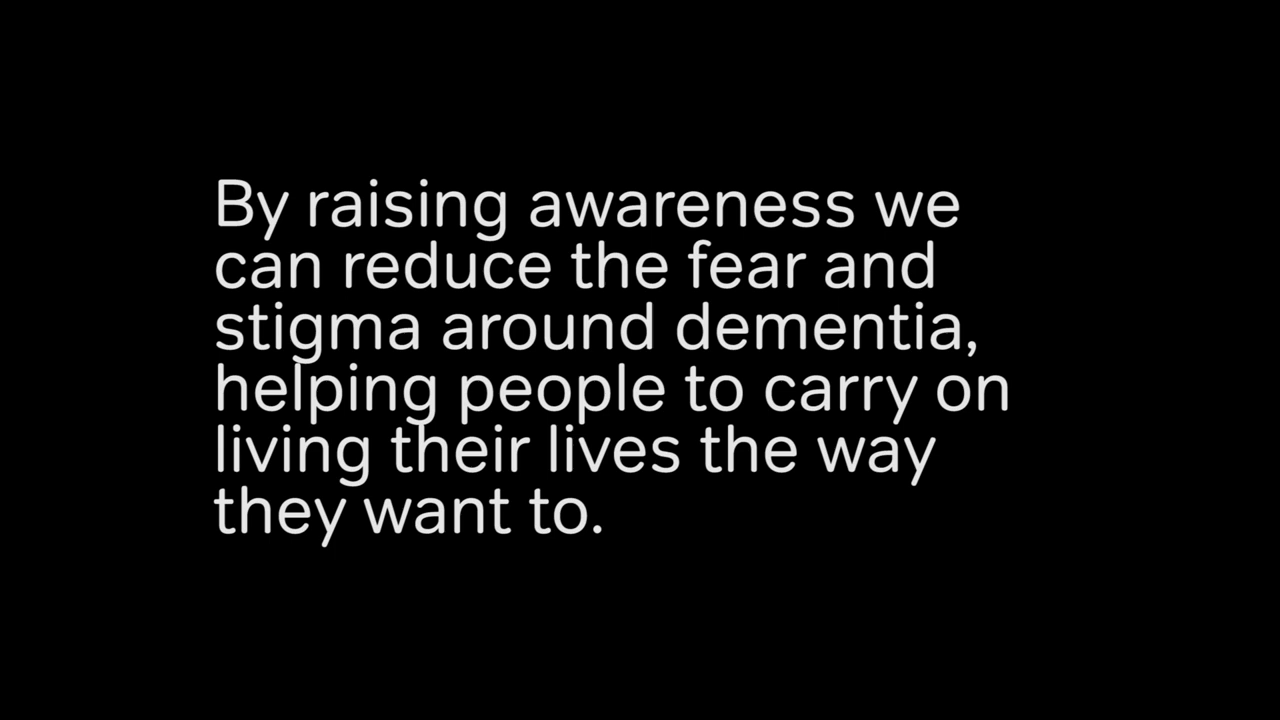 By raising awareness we
can reduce the fear and
stigma around dementia,
helping people to carry on
living their lives the way
they want to.